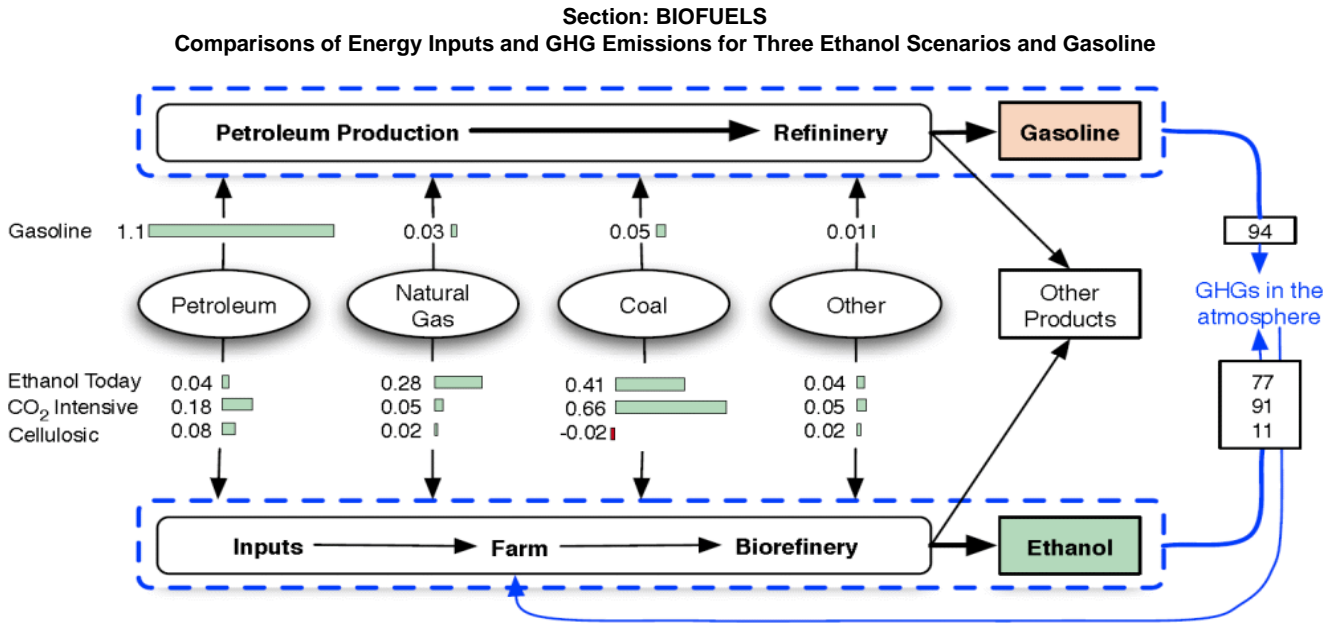 Section: BIOFUELS
Comparisons of Energy Inputs and GHG Emissions for Three Ethanol Scenarios and Gasoline
Petroleum Production
Refininery
Gasoline
Gasoline 1.1 0.03 0.05 0.01
94
Petroleum
Natural
Gas
Coal
Other
Other
Products
GHGs in the
atmosphere
Ethanol Today 0.04 0.28 0.41 0.04 77
CO₂ Intensive 0.18 0.05 0.66 0.05 91
Cellulosic 0.08 0.02 -0.02 0.02 11
Inputs
Farm
Biorefinery
Ethanol